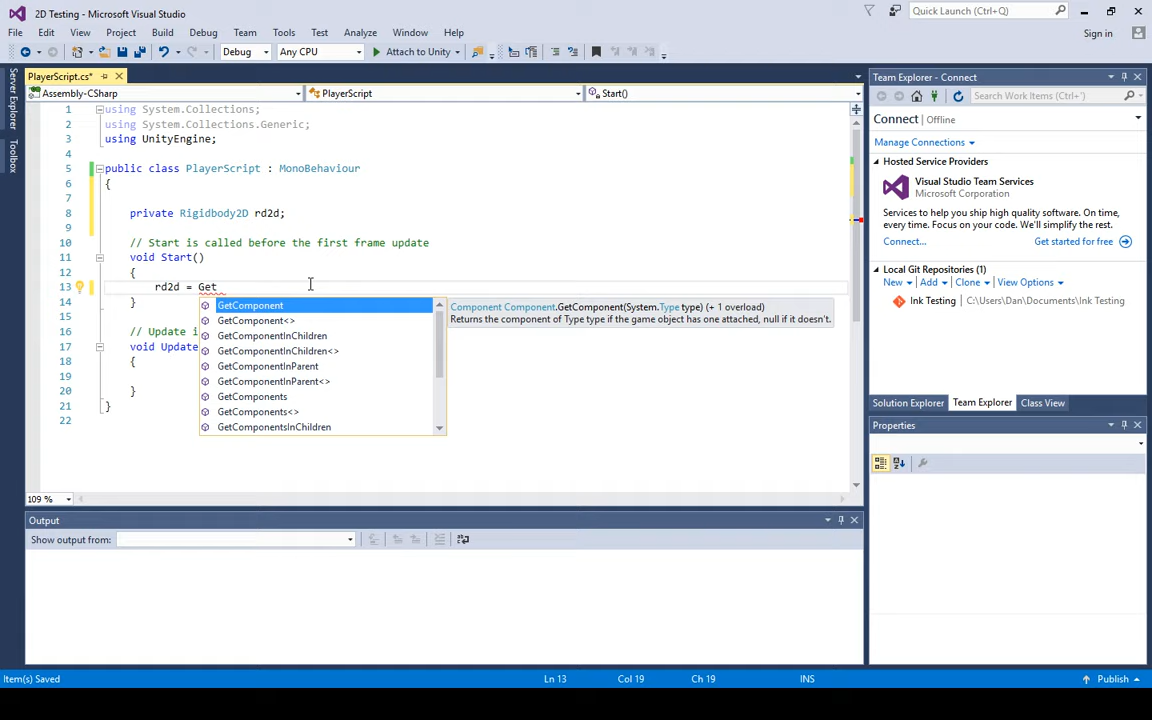 2D Testing - Microsoft Visual Studio
Quick Launch (Ctrl+Q)
File Edit View Project Build Debug Team Tools Test Analyze Window Help
Sign in
Debug Any CPU Attach to Unity
Server Explorer
Toolbox
PlayerScript.cs*
Assembly-CSharp PlayerScript Start()
1 using System.Collections;
2 using System.Collections.Generic;
3 using UnityEngine;
4
5 public class PlayerScript : MonoBehaviour
6 {
7
8 private Rigidbody2D rd2d;
9
10 // Start is called before the first frame update
11 void Start()
12 {
13 rd2d = Get
14 }
15
16 // Update i
17 void Update
18 {
19
20 }
21 }
22
GetComponent
GetComponent<>
GetComponentInChildren
GetComponentInChildren<>
GetComponentInParent
GetComponentInParent<>
GetComponents
GetComponents<>
GetComponentsInChildren
Component Component.GetComponent(System.Type type) (+ 1 overload)
Returns the component of Type type if the game object has one attached, null if it doesn't.
109 %
Output
Show output from:
Team Explorer - Connect
Search Work Items (Ctrl+')
Connect | Offline
Manage Connections
Hosted Service Providers
Visual Studio Team Services
Microsoft Corporation
Services to help you ship high quality software. On time,
every time. Focus on your code. We simplify the rest.
Connect... Get started for free
Local Git Repositories (1)
New Add Clone View Options
Ink Testing C:\Users\Dan\Documents\Ink Testing
Solution Explorer Team Explorer Class View
Properties
Item(s) Saved Ln 13 Col 19 Ch 19 INS Publish